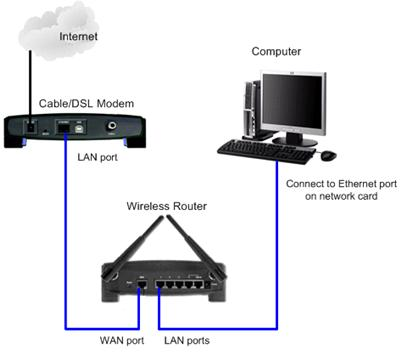 Internet
Computer
Cable/DSL Modem
LAN port
Connect to Ethernet port
on network card
Wireless Router
WAN port
LAN ports